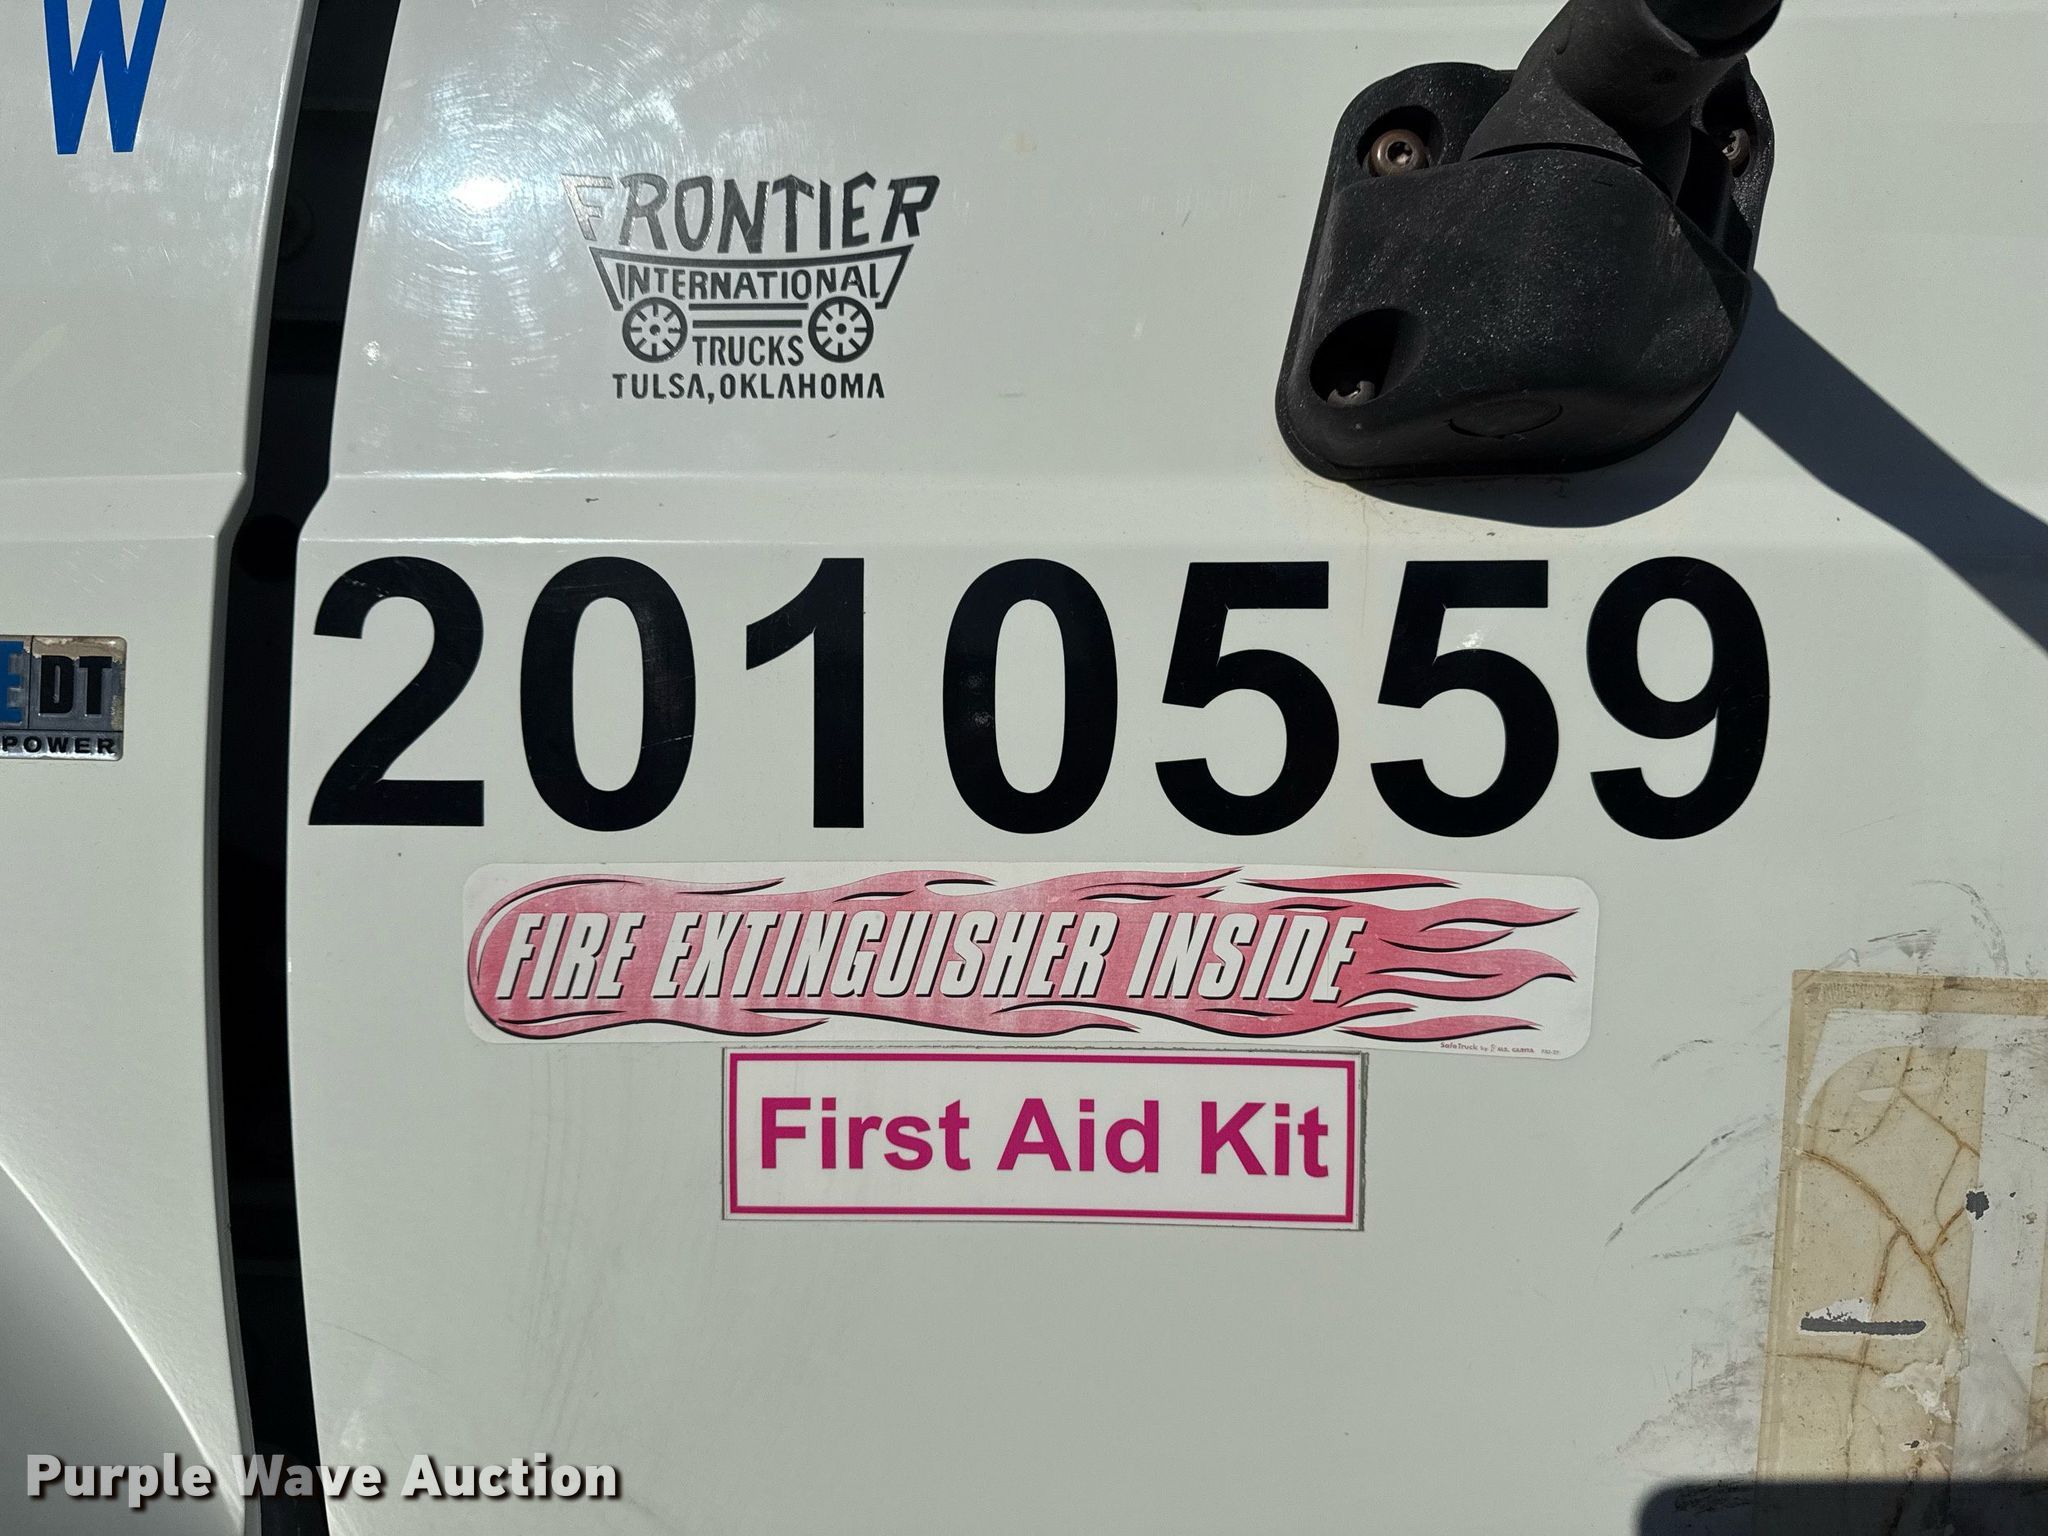 W
FRONTIER
INTERNATIONAL
TRUCKS
TULSA, OKLAHOMA
2010559
E DT
POWER
FIRE EXTINGUISHER INSIDE
First Aid Kit
Purple Wave Auction